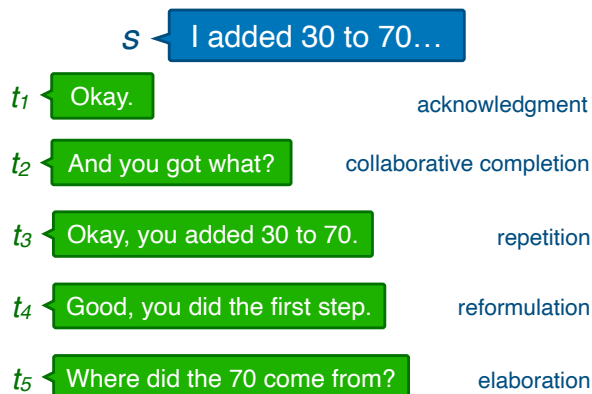 s I added 30 to 70…
t1 Okay. acknowledgment
t2 And you got what? collaborative completion
t3 Okay, you added 30 to 70. repetition
t4 Good, you did the first step. reformulation
t5 Where did the 70 come from? elaboration